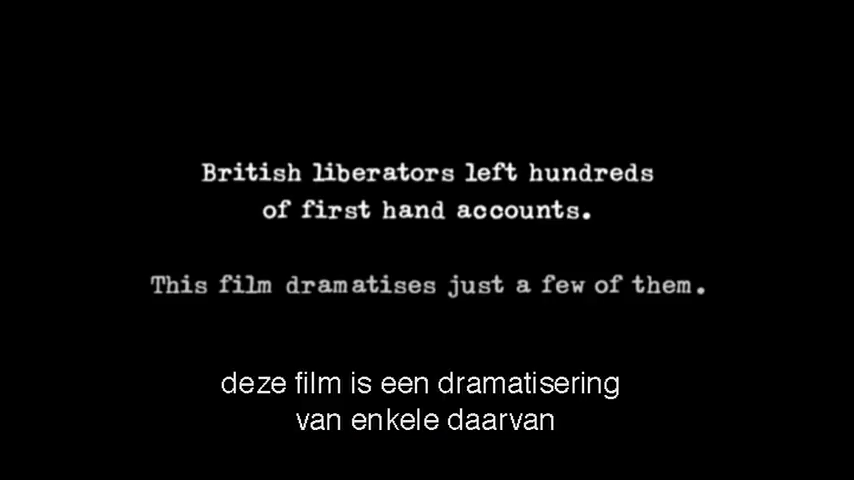 British liberators left hundreds
of first hand accounts.
This film dramatises just a few of them.
deze film is een dramatisering
van enkele daarvan